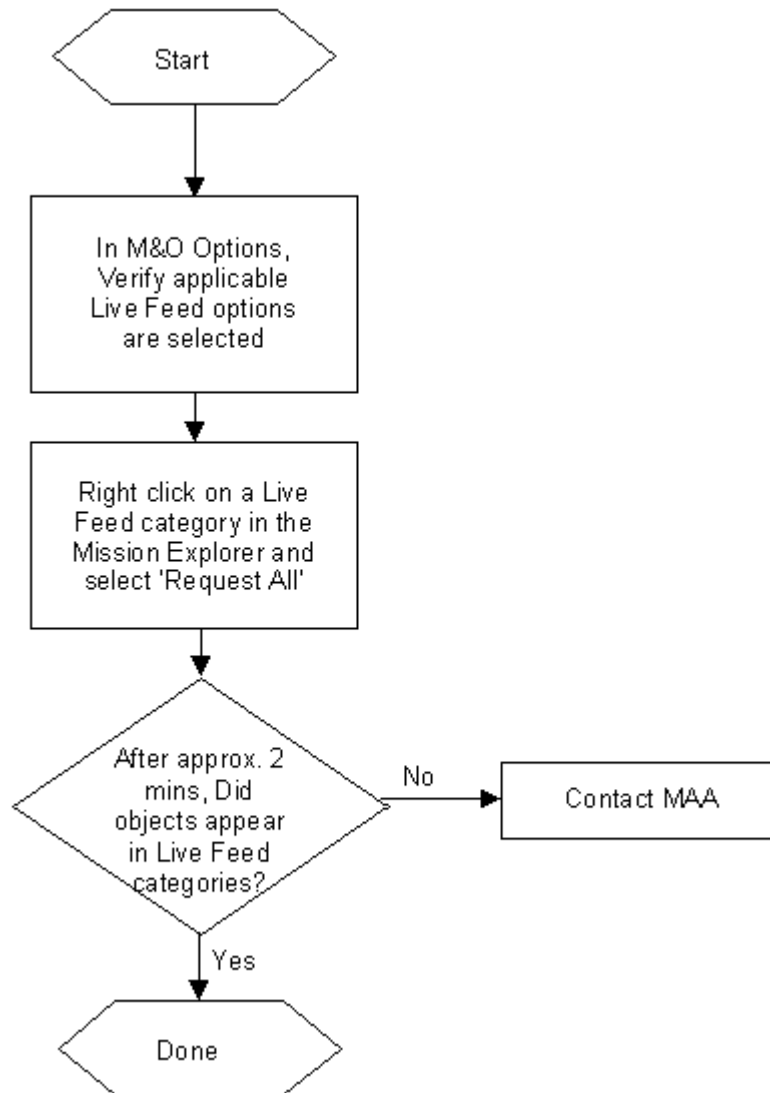 Start
In M&O Options,
Verify applicable
Live Feed options
are selected
Right click on a Live
Feed category in the
Mission Explorer and
select 'Request All'
After approx. 2
mins, Did
objects appear
in Live Feed
categories?
No
Contact MAA
Yes
Done